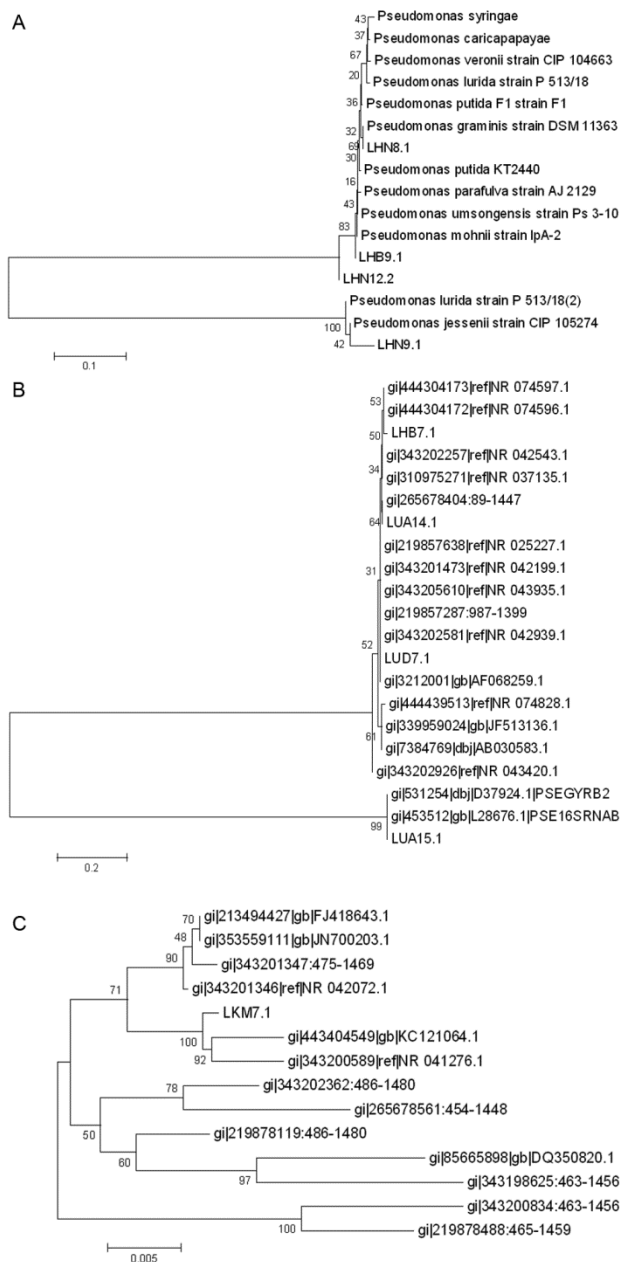 A
43
Pseudomonas syringae
37
Pseudomonas caricapapayae
67
Pseudomonas veronii strain CIP 104663
20
Pseudomonas lurida strain P 513/18
36
Pseudomonas putida F1 strain F1
Pseudomonas graminis strain DSM 11363
32
69
LHN8.1
30
Pseudomonas putida KT2440
16
Pseudomonas parafulva strain AJ 2129
43
Pseudomonas umsongensis strain Ps 3-10
83
Pseudomonas mohnii strain IpA-2
LHB9.1
LHN12.2
Pseudomonas lurida strain P 513/18(2)
100
Pseudomonas jessenii strain CIP 105274
42
LHN9.1
0.1
B
53
gi|444304173|ref|NR 074597.1
gi|444304172|ref|NR 074596.1
50
LHB7.1
34
gi|343202257|ref|NR 042543.1
gi|310975271|ref|NR 037135.1
gi|265678404:89-1447
64
LUA14.1
gi|219857638|ref|NR 025227.1
31
gi|343201473|ref|NR 042199.1
gi|343205610|ref|NR 043935.1
gi|219857287:987-1399
52
gi|343202581|ref|NR 042939.1
LUD7.1
gi|3212001|gb|AF068259.1
gi|444439513|ref|NR 074828.1
61
gi|339959024|gb|JF513136.1
gi|7384769|dbj|AB030583.1
gi|343202926|ref|NR 043420.1
gi|531254|dbj|D37924.1|PSEGYRB2
gi|453512|gb|L28676.1|PSE16SRNAB
99
LUA15.1
0.2
C
70
gi|213494427|gb|FJ418643.1
48
gi|353559111|gb|JN700203.1
90
gi|343201347:475-1469
71
gi|343201346|ref|NR 042072.1
LKM7.1
100
gi|443404549|gb|KC121064.1
92
gi|343200589|ref|NR 041276.1
78
gi|343202362:486-1480
gi|265678561:454-1448
50
gi|219878119:486-1480
60
gi|85665898|gb|DQ350820.1
97
gi|343198625:463-1456
gi|343200834:463-1456
100
gi|219878488:465-1459
0.005